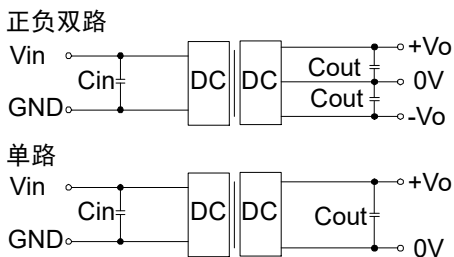 正负双路
Vin
+Vo
Cin
DC
DC
Cout
0V
Cout
GND
-Vo
单路
Vin
+Vo
Cin
DC
DC
Cout
GND
0V